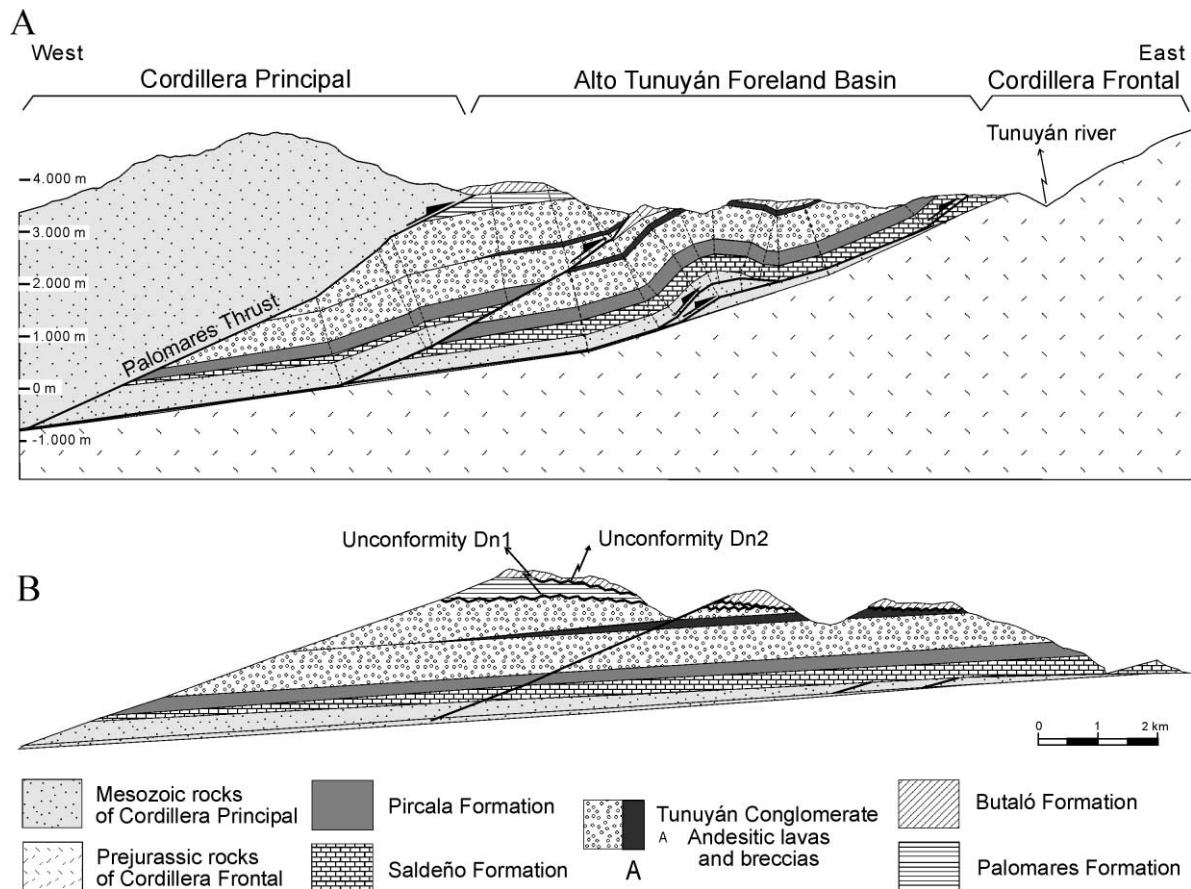 A
West
East
Cordillera Principal
Alto Tunuyán Foreland Basin
Cordillera Frontal
Tunuyán river
4.000 m
3.000 m
2.000 m
1.000 m
0 m
-1.000 m
Palomares Thrust
Unconformity Dn1
Unconformity Dn2
B
0 1 2 km
Mesozoic rocks
of Cordillera Principal
Prejurassic rocks
of Cordillera Frontal
Pircala Formation
Saldeño Formation
Tunuyán Conglomerate
A Andesitic lavas
and breccias
A
Butaló Formation
Palomares Formation